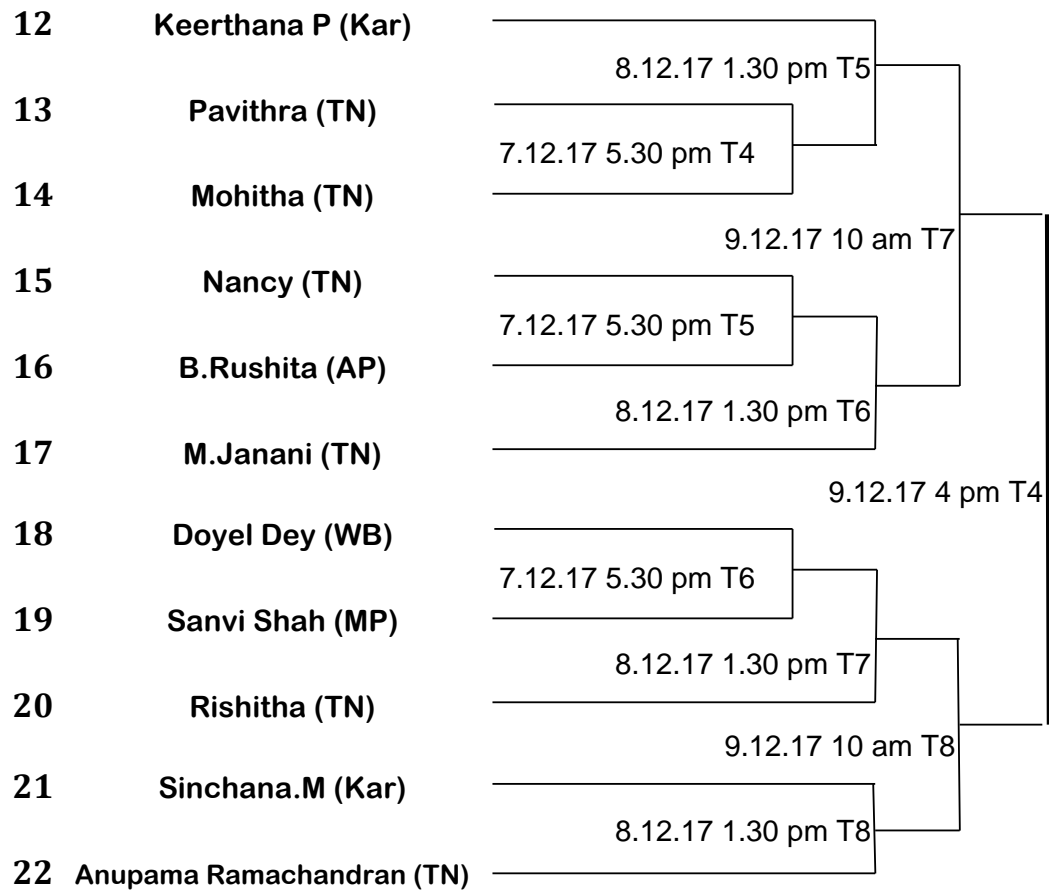 12 Keerthana P (Kar)
8.12.17 1.30 pm T5
13 Pavithra (TN)
7.12.17 5.30 pm T4
14 Mohitha (TN)
9.12.17 10 am T7
15 Nancy (TN)
7.12.17 5.30 pm T5
16 B.Rushita (AP)
8.12.17 1.30 pm T6
17 M.Janani (TN)
9.12.17 4 pm T4
18 Doyel Dey (WB)
7.12.17 5.30 pm T6
19 Sanvi Shah (MP)
8.12.17 1.30 pm T7
20 Rishitha (TN)
9.12.17 10 am T8
21 Sinchana.M (Kar)
8.12.17 1.30 pm T8
22 Anupama Ramachandran (TN)